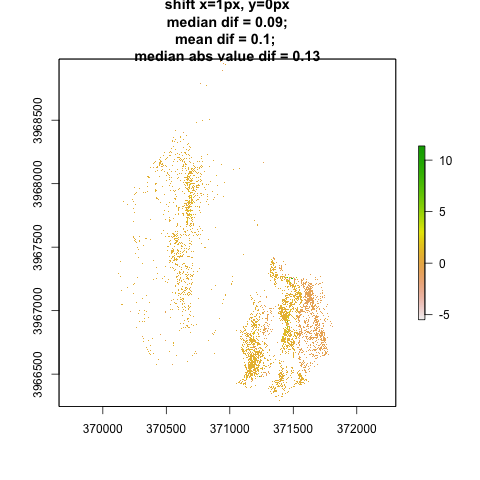 shift x=1px, y=0px
median dif = 0.09;
mean dif = 0.1;
median abs value dif = 0.13
3968500
3968000
3967500
3967000
3966500
370000 370500 371000 371500 372000
10
5
0
-5